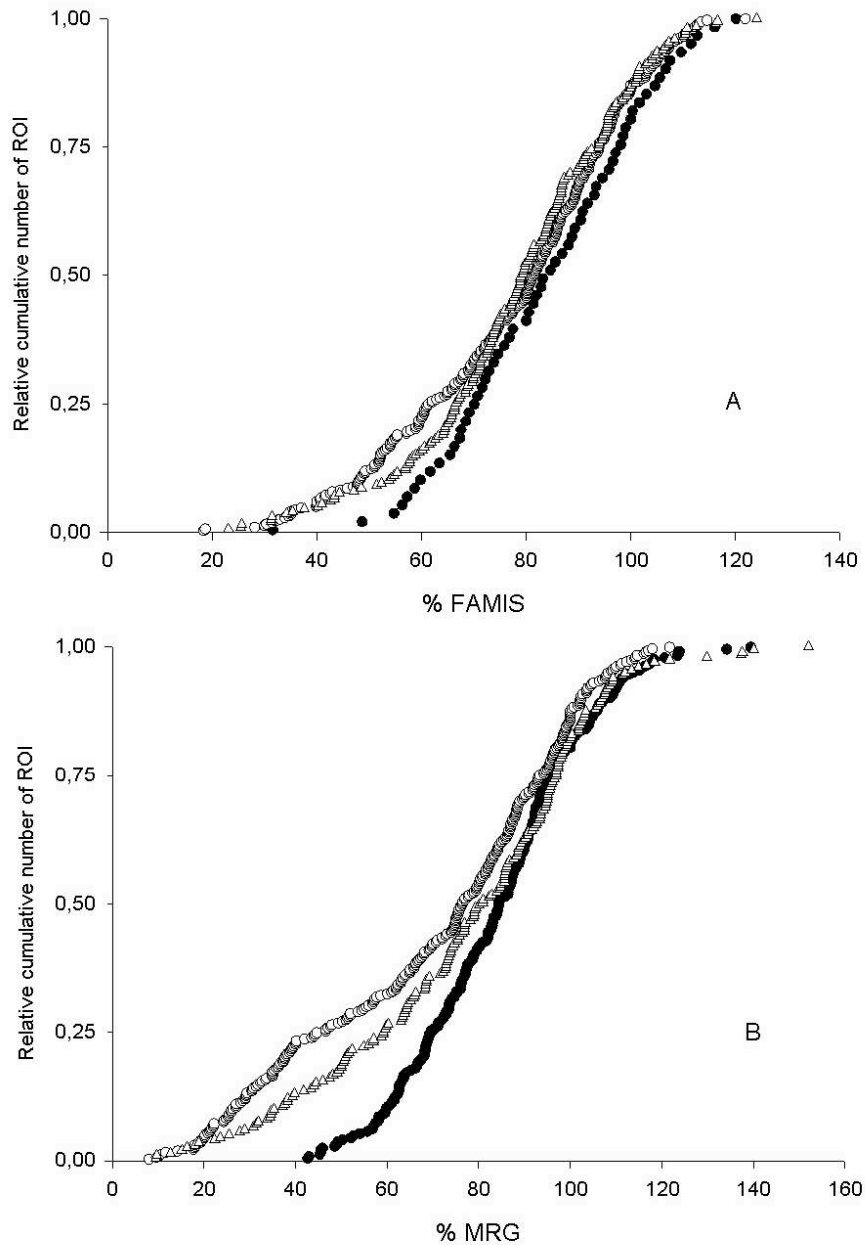 1,00
0,75
0,50
0,25
0,00
Relative cumulative number of ROI
A
0 20 40 60 80 100 120 140
% FAMIS
1,00
0,75
0,50
0,25
0,00
Relative cumulative number of ROI
B
0 20 40 60 80 100 120 140 160
% MRG